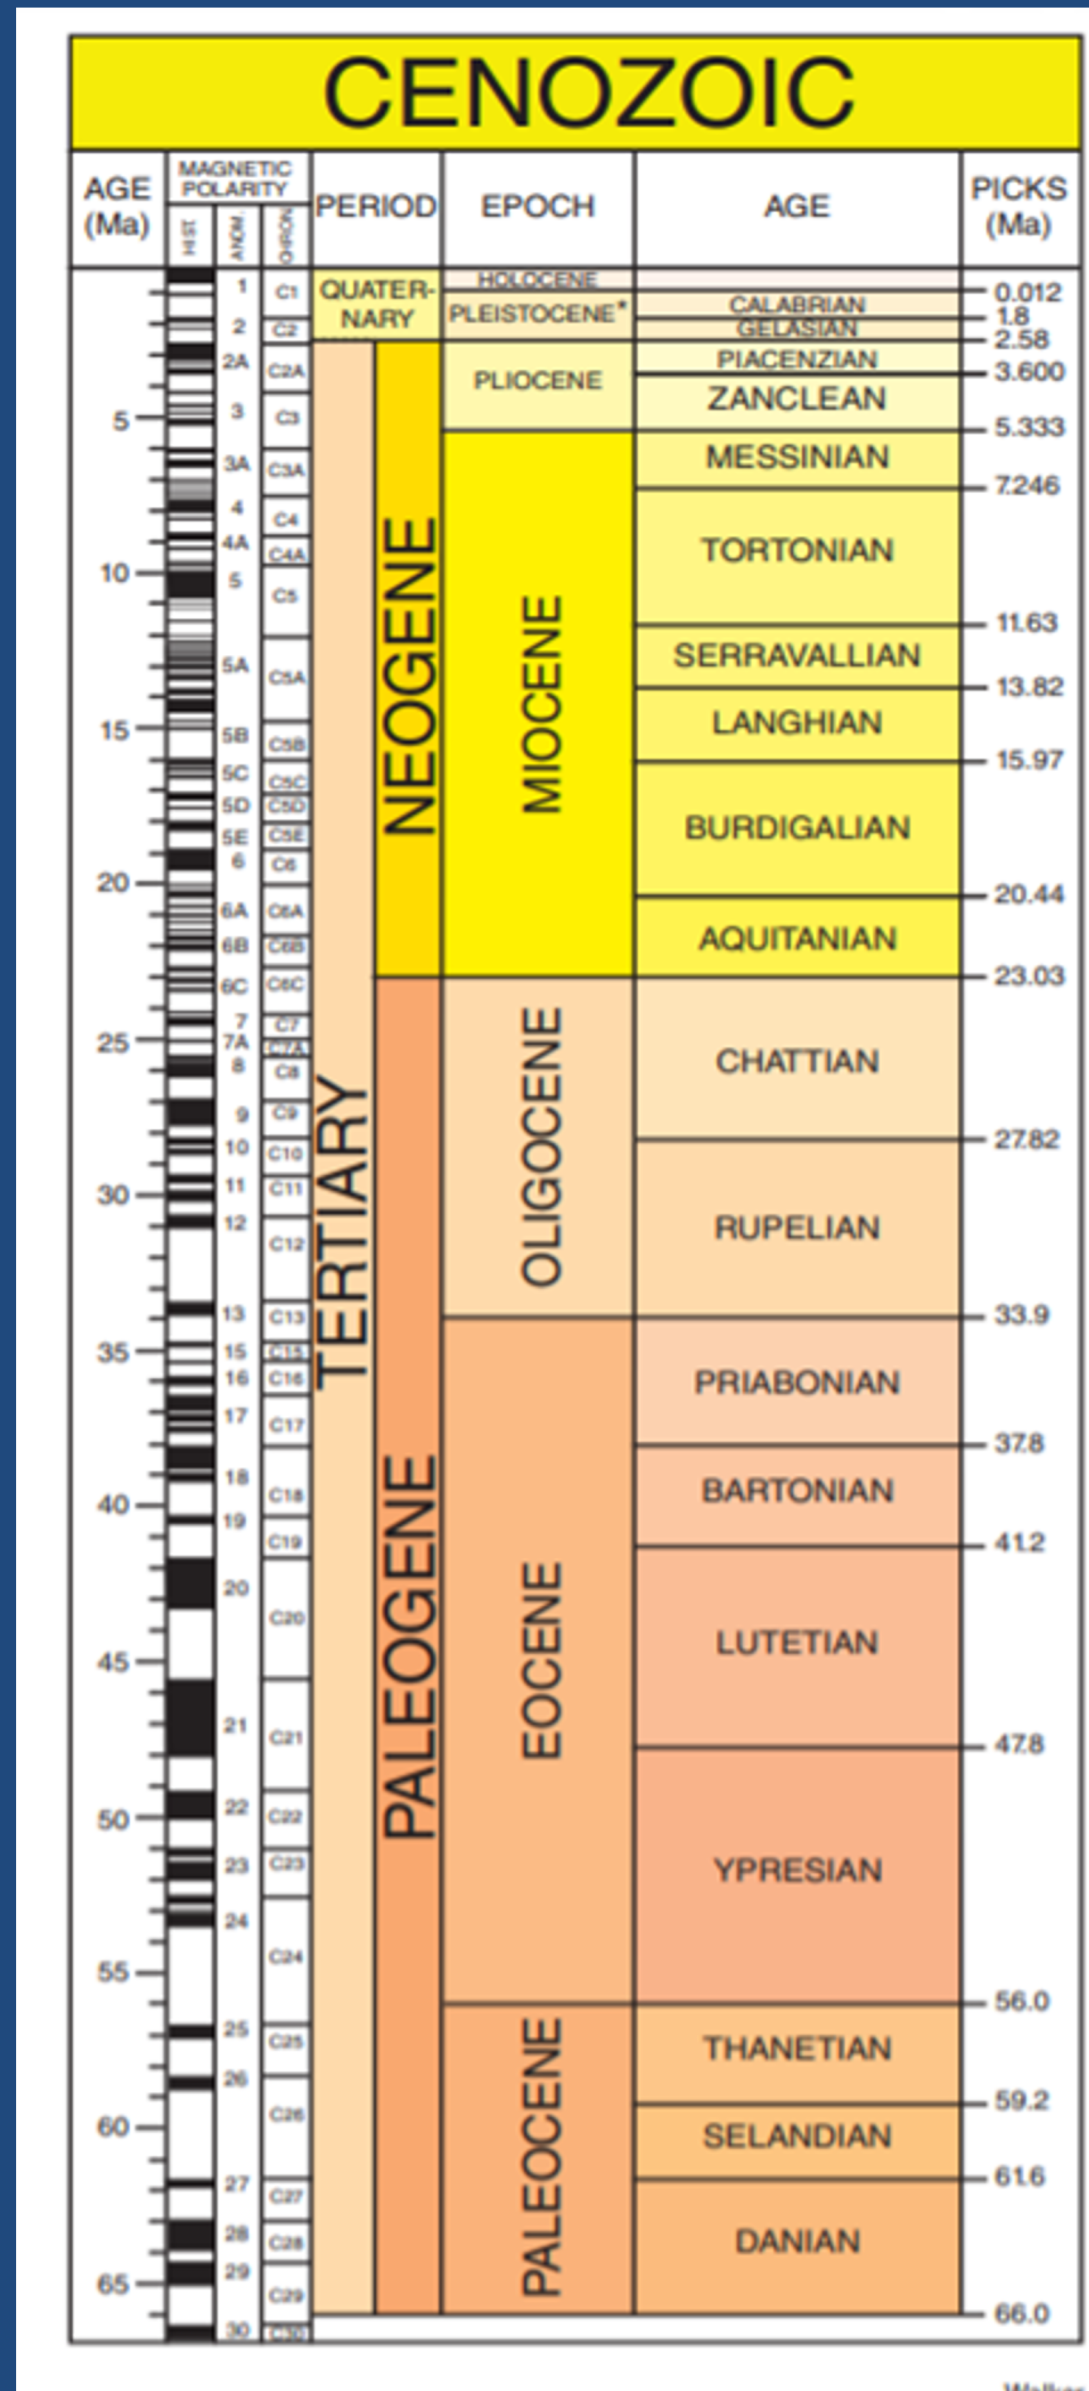 CENOZOIC
AGE
(Ma)
MAGNETIC
POLARITY
HIST.
ANOM.
CHRON.
PERIOD
EPOCH
AGE
PICKS
(Ma)
5
10
15
20
25
30
35
40
45
50
55
60
65
1
2
2A
3
3A
4
4A
5
5A
5B
5C
5D
5E
6
6A
6B
6C
7
7A
8
9
10
11
12
13
15
16
17
18
19
20
21
22
23
24
25
26
27
28
29
30
C1
C2
C2A
C3
C3A
C4
C4A
C5
C5A
C5B
C5C
C5D
C5E
C6
C6A
C6B
C6C
C7
C7A
C8
C9
C10
C11
C12
C13
C15
C16
C17
C18
C19
C20
C21
C22
C23
C24
C25
C26
C27
C28
C29
C30
QUATER-
NARY
TERTIARY
NEOGENE
PALEOGENE
HOLOCENE
PLEISTOCENE*
PLIOCENE
MIOCENE
OLIGOCENE
EOCENE
PALEOCENE
CALABRIAN
GELASIAN
PIACENZIAN
ZANCLEAN
MESSINIAN
TORTONIAN
SERRAVALLIAN
LANGHIAN
BURDIGALIAN
AQUITANIAN
CHATTIAN
RUPELIAN
PRIABONIAN
BARTONIAN
LUTETIAN
YPRESIAN
THANETIAN
SELANDIAN
DANIAN
0.012
1.8
2.58
3.600
5.333
7.246
11.63
13.82
15.97
20.44
23.03
27.82
33.9
37.8
41.2
47.8
56.0
59.2
61.6
66.0